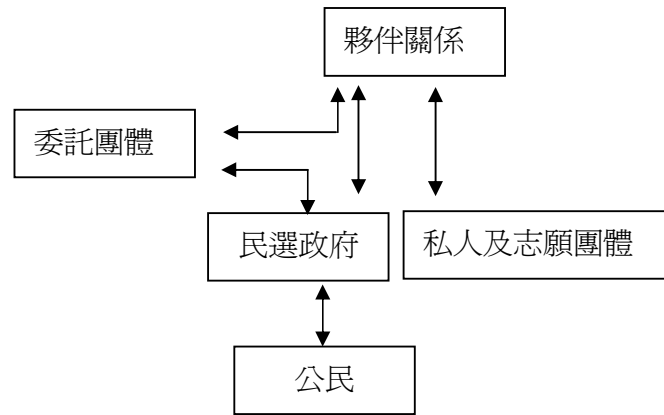 夥伴關係
委託團體
民選政府
私人及志願團體
公民